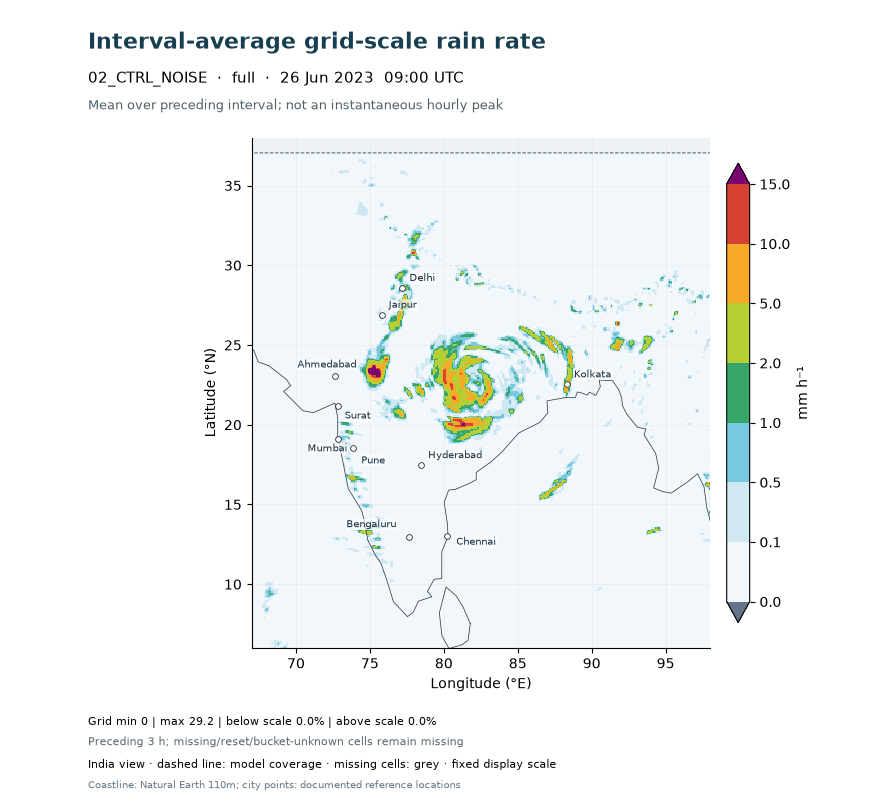 Interval-average grid-scale rain rate
02_CTRL_NOISE · full · 26 Jun 2023 09:00 UTC
Mean over preceding interval; not an instantaneous hourly peak
35
30
25
20
15
10
Latitude (°N)
70
75
80
85
90
95
Longitude (°E)
Delhi
Jaipur
Ahmedabad
Kolkata
Surat
Mumbai
Pune
Hyderabad
Bengaluru
Chennai
15.0
10.0
5.0
2.0
1.0
0.5
0.1
0.0
mm h⁻¹
Grid min 0 | max 29.2 | below scale 0.0% | above scale 0.0%
Preceding 3 h; missing/reset/bucket-unknown cells remain missing
India view · dashed line: model coverage · missing cells: grey · fixed display scale
Coastline: Natural Earth 110m; city points: documented reference locations